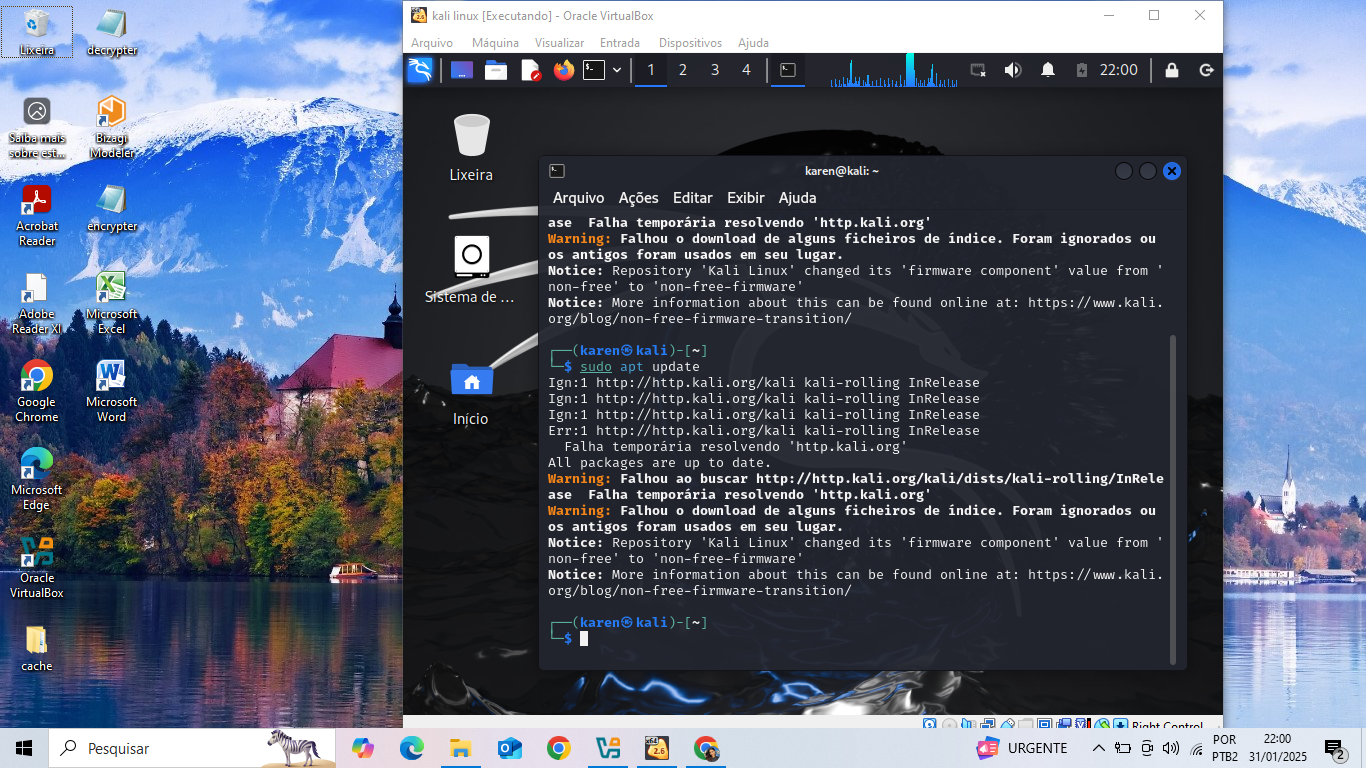 kali linux [Executando] - Oracle VirtualBox
Arquivo Máquina Visualizar Entrada Dispositivos Ajuda
1 2 3 4 22:00
Lixeira
decrypter
Saiba mais
sobre est...
Bizagi
Modeler
Acrobat
Reader
encrypter
Adobe
Reader XI
Microsoft
Excel
Google
Chrome
Microsoft
Word
Microsoft
Edge
Oracle
VirtualBox
cache
Lixeira
Sistema de ...
Início
karen@kali: ~
Arquivo Ações Editar Exibir Ajuda
ase  Falha temporária resolvendo 'http.kali.org'
Warning: Falhou o download de alguns ficheiros de índice. Foram ignorados ou
os antigos foram usados em seu lugar.
Notice: Repository 'Kali Linux' changed its 'firmware component' value from '
non-free' to 'non-free-firmware'
Notice: More information about this can be found online at: https://www.kali.
org/blog/non-free-firmware-transition/
┌──(karen㉿kali)-[~]
└─$ sudo apt update
Ign:1 http://http.kali.org/kali kali-rolling InRelease
Ign:1 http://http.kali.org/kali kali-rolling InRelease
Ign:1 http://http.kali.org/kali kali-rolling InRelease
Err:1 http://http.kali.org/kali kali-rolling InRelease
  Falha temporária resolvendo 'http.kali.org'
All packages are up to date.
Warning: Falhou ao buscar http://http.kali.org/kali/dists/kali-rolling/InRele
ase  Falha temporária resolvendo 'http.kali.org'
Warning: Falhou o download de alguns ficheiros de índice. Foram ignorados ou
os antigos foram usados em seu lugar.
Notice: Repository 'Kali Linux' changed its 'firmware component' value from '
non-free' to 'non-free-firmware'
Notice: More information about this can be found online at: https://www.kali.
org/blog/non-free-firmware-transition/
┌──(karen㉿kali)-[~]
└─$
Right Control
Pesquisar
URGENTE
POR
PTB2
22:00
31/01/2025
2